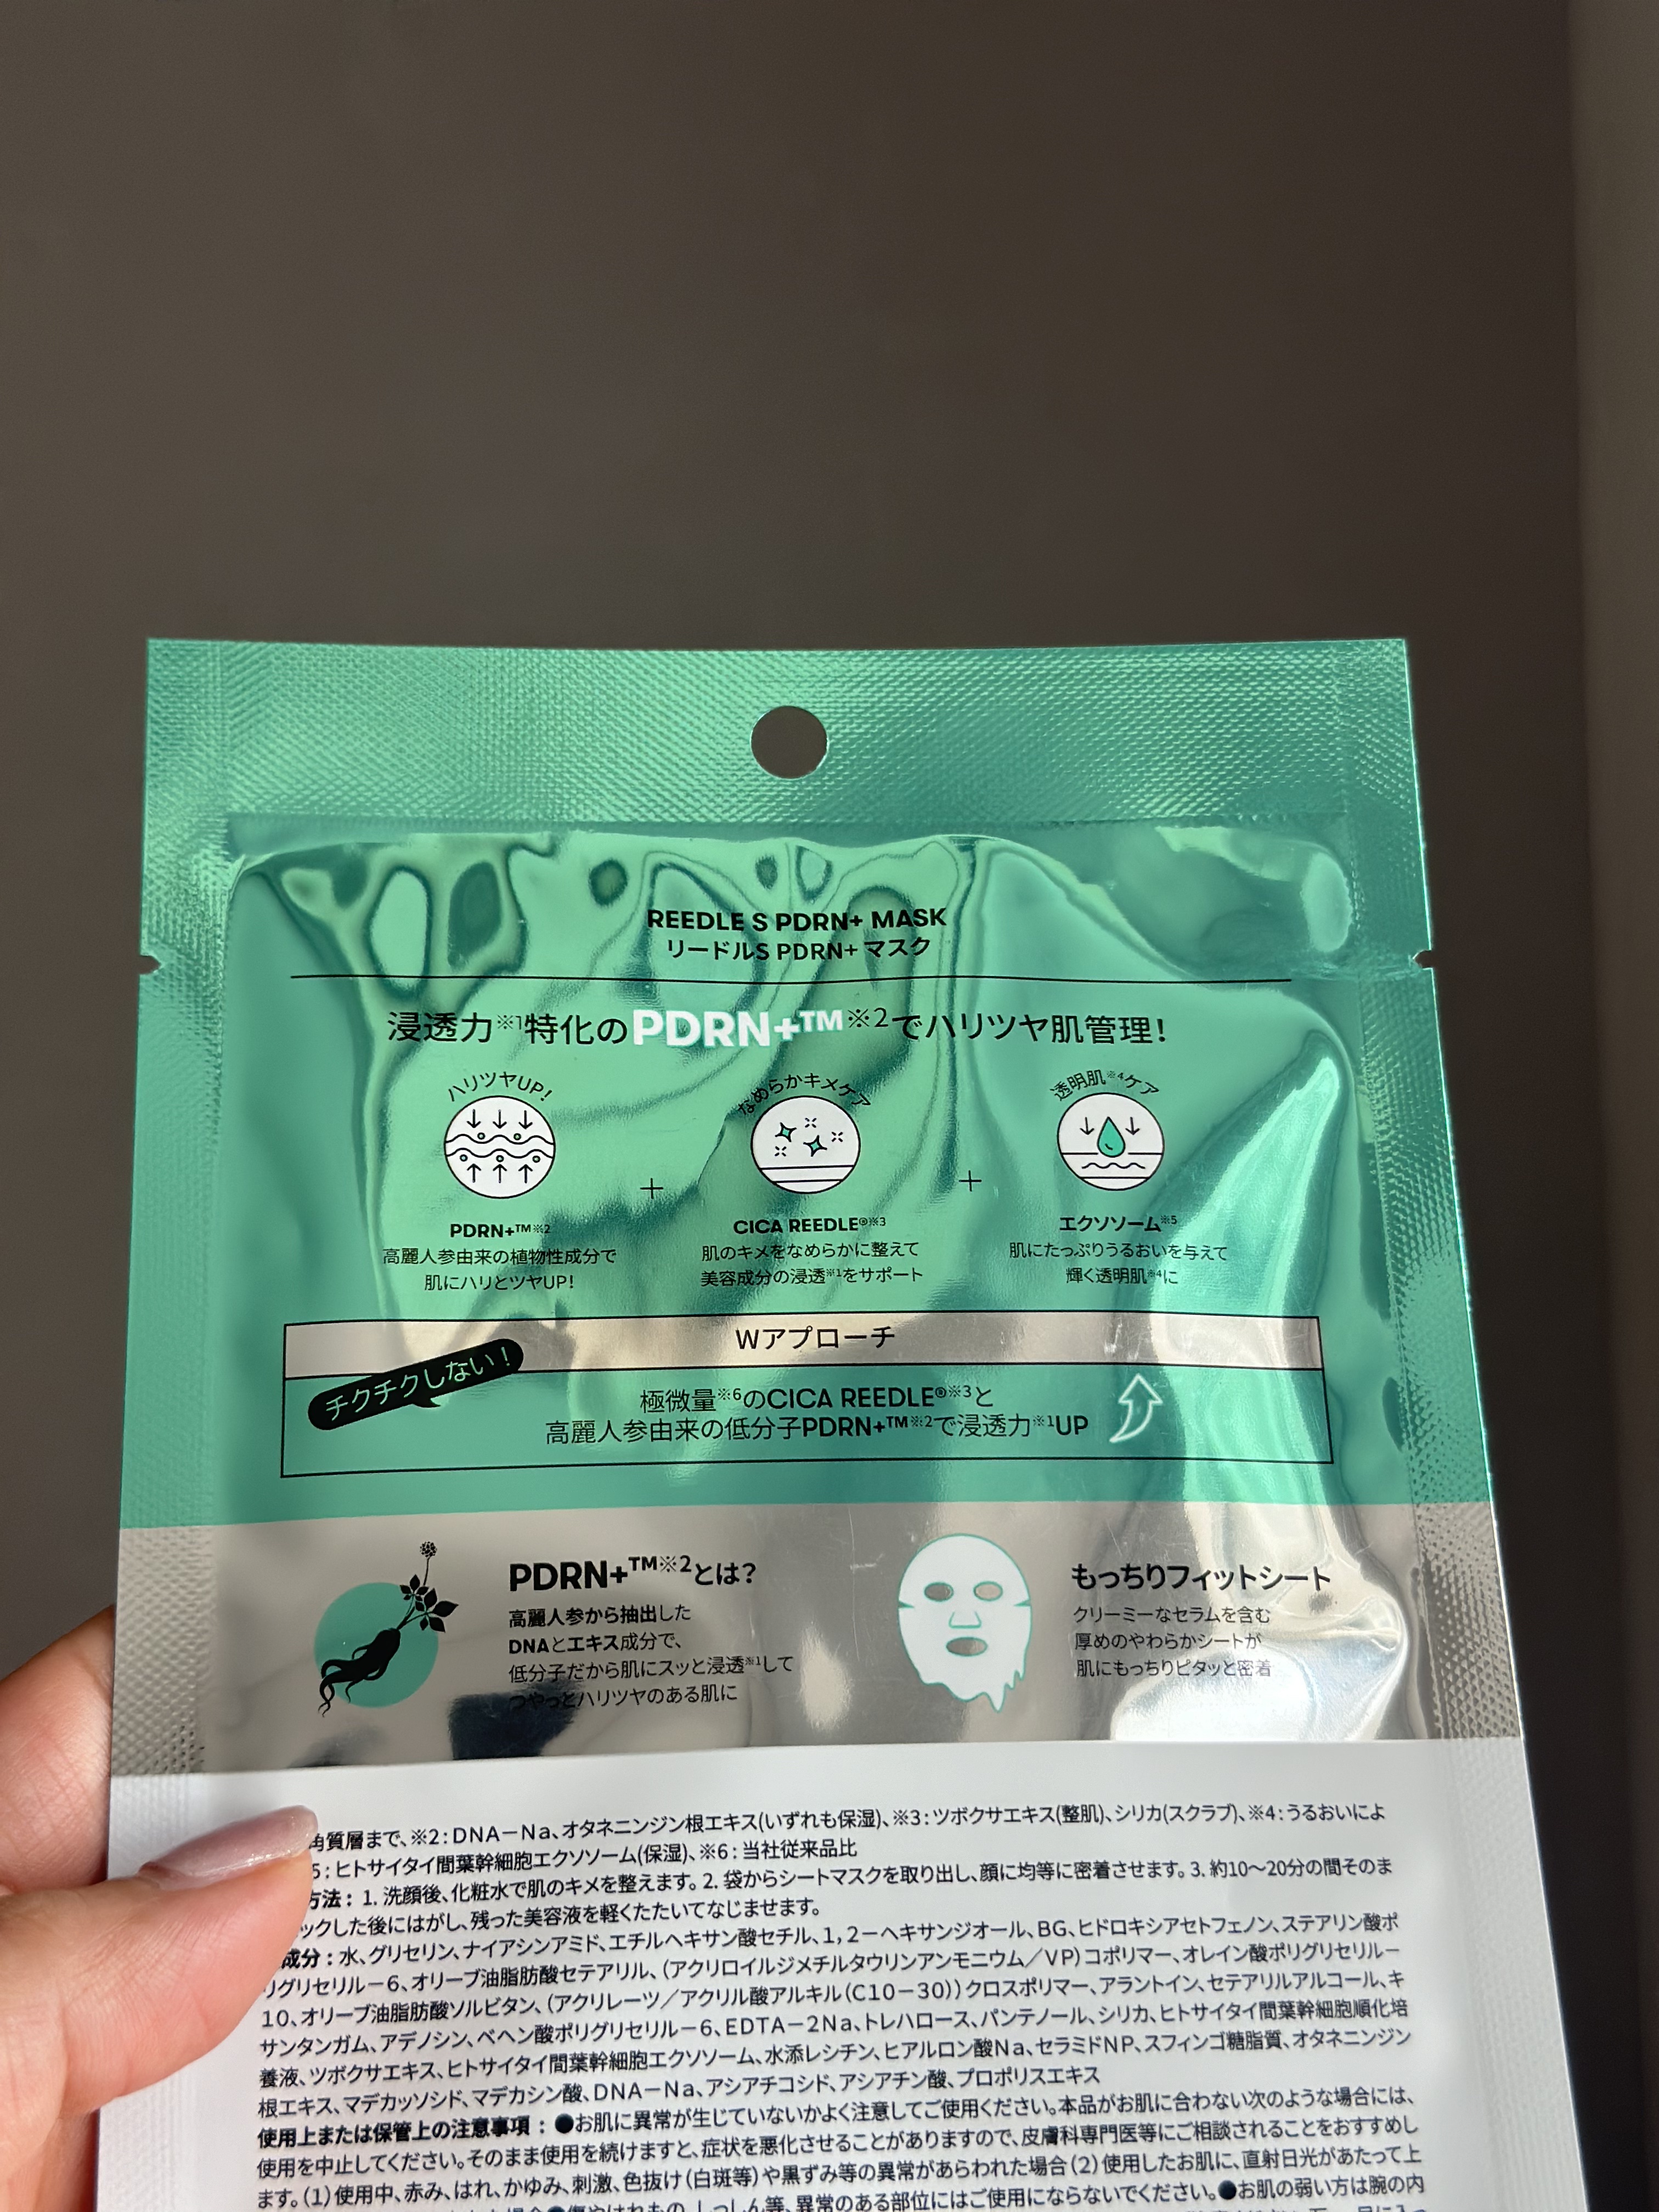 REEDLE S PDRN+ MASK
リードルS PDRN+ マスク
浸透力※1特化のPDRN+™※2でハリツヤ肌管理!
ハリツヤUP!
なめらかキメケア
透明肌※4ケア
+
+
PDRN+™※2
高麗人参由来の植物性成分で
肌にハリとツヤUP!
CICA REEDLE®※3
肌のキメをなめらかに整えて
美容成分の浸透※1をサポート
エクソソーム※5
肌にたっぷりうるおいを与えて
輝く透明肌※4に
Wアプローチ
チクチクしない!
極微量※6のCICA REEDLE®※3と
高麗人参由来の低分子PDRN+™※2で浸透力※1UP
PDRN+™※2とは?
高麗人参から抽出した
DNAとエキス成分で、
低分子だから肌にスッと浸透※1して
つやっとハリツヤのある肌に
もっちりフィットシート
クリーミーなセラムを含む
厚めのやわらかシートが
肌にもっちりピタッと密着
角質層まで、※2:DNA-Na、オタネニンジン根エキス(いずれも保湿)、※3:ツボクサエキス(整肌)、シリカ(スクラブ)、※4:うるおいによ
5:ヒトサイタイ間葉幹細胞エクソソーム(保湿)、※6:当社従来品比
方法: 1. 洗顔後、化粧水で肌のキメを整えます。2. 袋からシートマスクを取り出し、顔に均等に密着させます。3. 約10〜20分の間そのま
ックした後にはがし、残った美容液を軽くたたいてなじませます。
成分:水、グリセリン、ナイアシンアミド、エチルヘキサン酸セチル、1,2-ヘキサンジオール、BG、ヒドロキシアセトフェノン、ステアリン酸ポ
リグリセリル-6、オリーブ油脂肪酸セテアリル、(アクリロイルジメチルタウリンアンモニウム/VP)コポリマー、オレイン酸ポリグリセリル-
10、オリーブ油脂肪酸ソルビタン、(アクリレーツ/アクリル酸アルキル(C10-30))クロスポリマー、アラントイン、セテアリルアルコール、キ
サンタンガム、アデノシン、ベヘン酸ポリグリセリル-6、EDTA-2Na、トレハロース、パンテノール、シリカ、ヒトサイタイ間葉幹細胞順化培
養液、ツボクサエキス、ヒトサイタイ間葉幹細胞エクソソーム、水添レシチン、ヒアルロン酸Na、セラミドNP、スフィンゴ糖脂質、オタネニンジン
根エキス、マデカッソシド、マデカシン酸、DNA-Na、アシアチコシド、アシアチン酸、プロポリスエキス
使用上または保管上の注意事項:●お肌に異常が生じていないかよく注意してご使用ください。本品がお肌に合わない次のような場合には、
使用を中止してください。そのまま使用を続けますと、症状を悪化させることがありますので、皮膚科専門医等にご相談されることをおすすめし
ます。(1)使用中、赤み、はれ、かゆみ、刺激、色抜け(白斑等)や黒ずみ等の異常があらわれた場合(2)使用したお肌に、直射日光があたって上
しっしん等、異常のある部位にはご使用にならないでください。●お肌の弱い方は腕の内